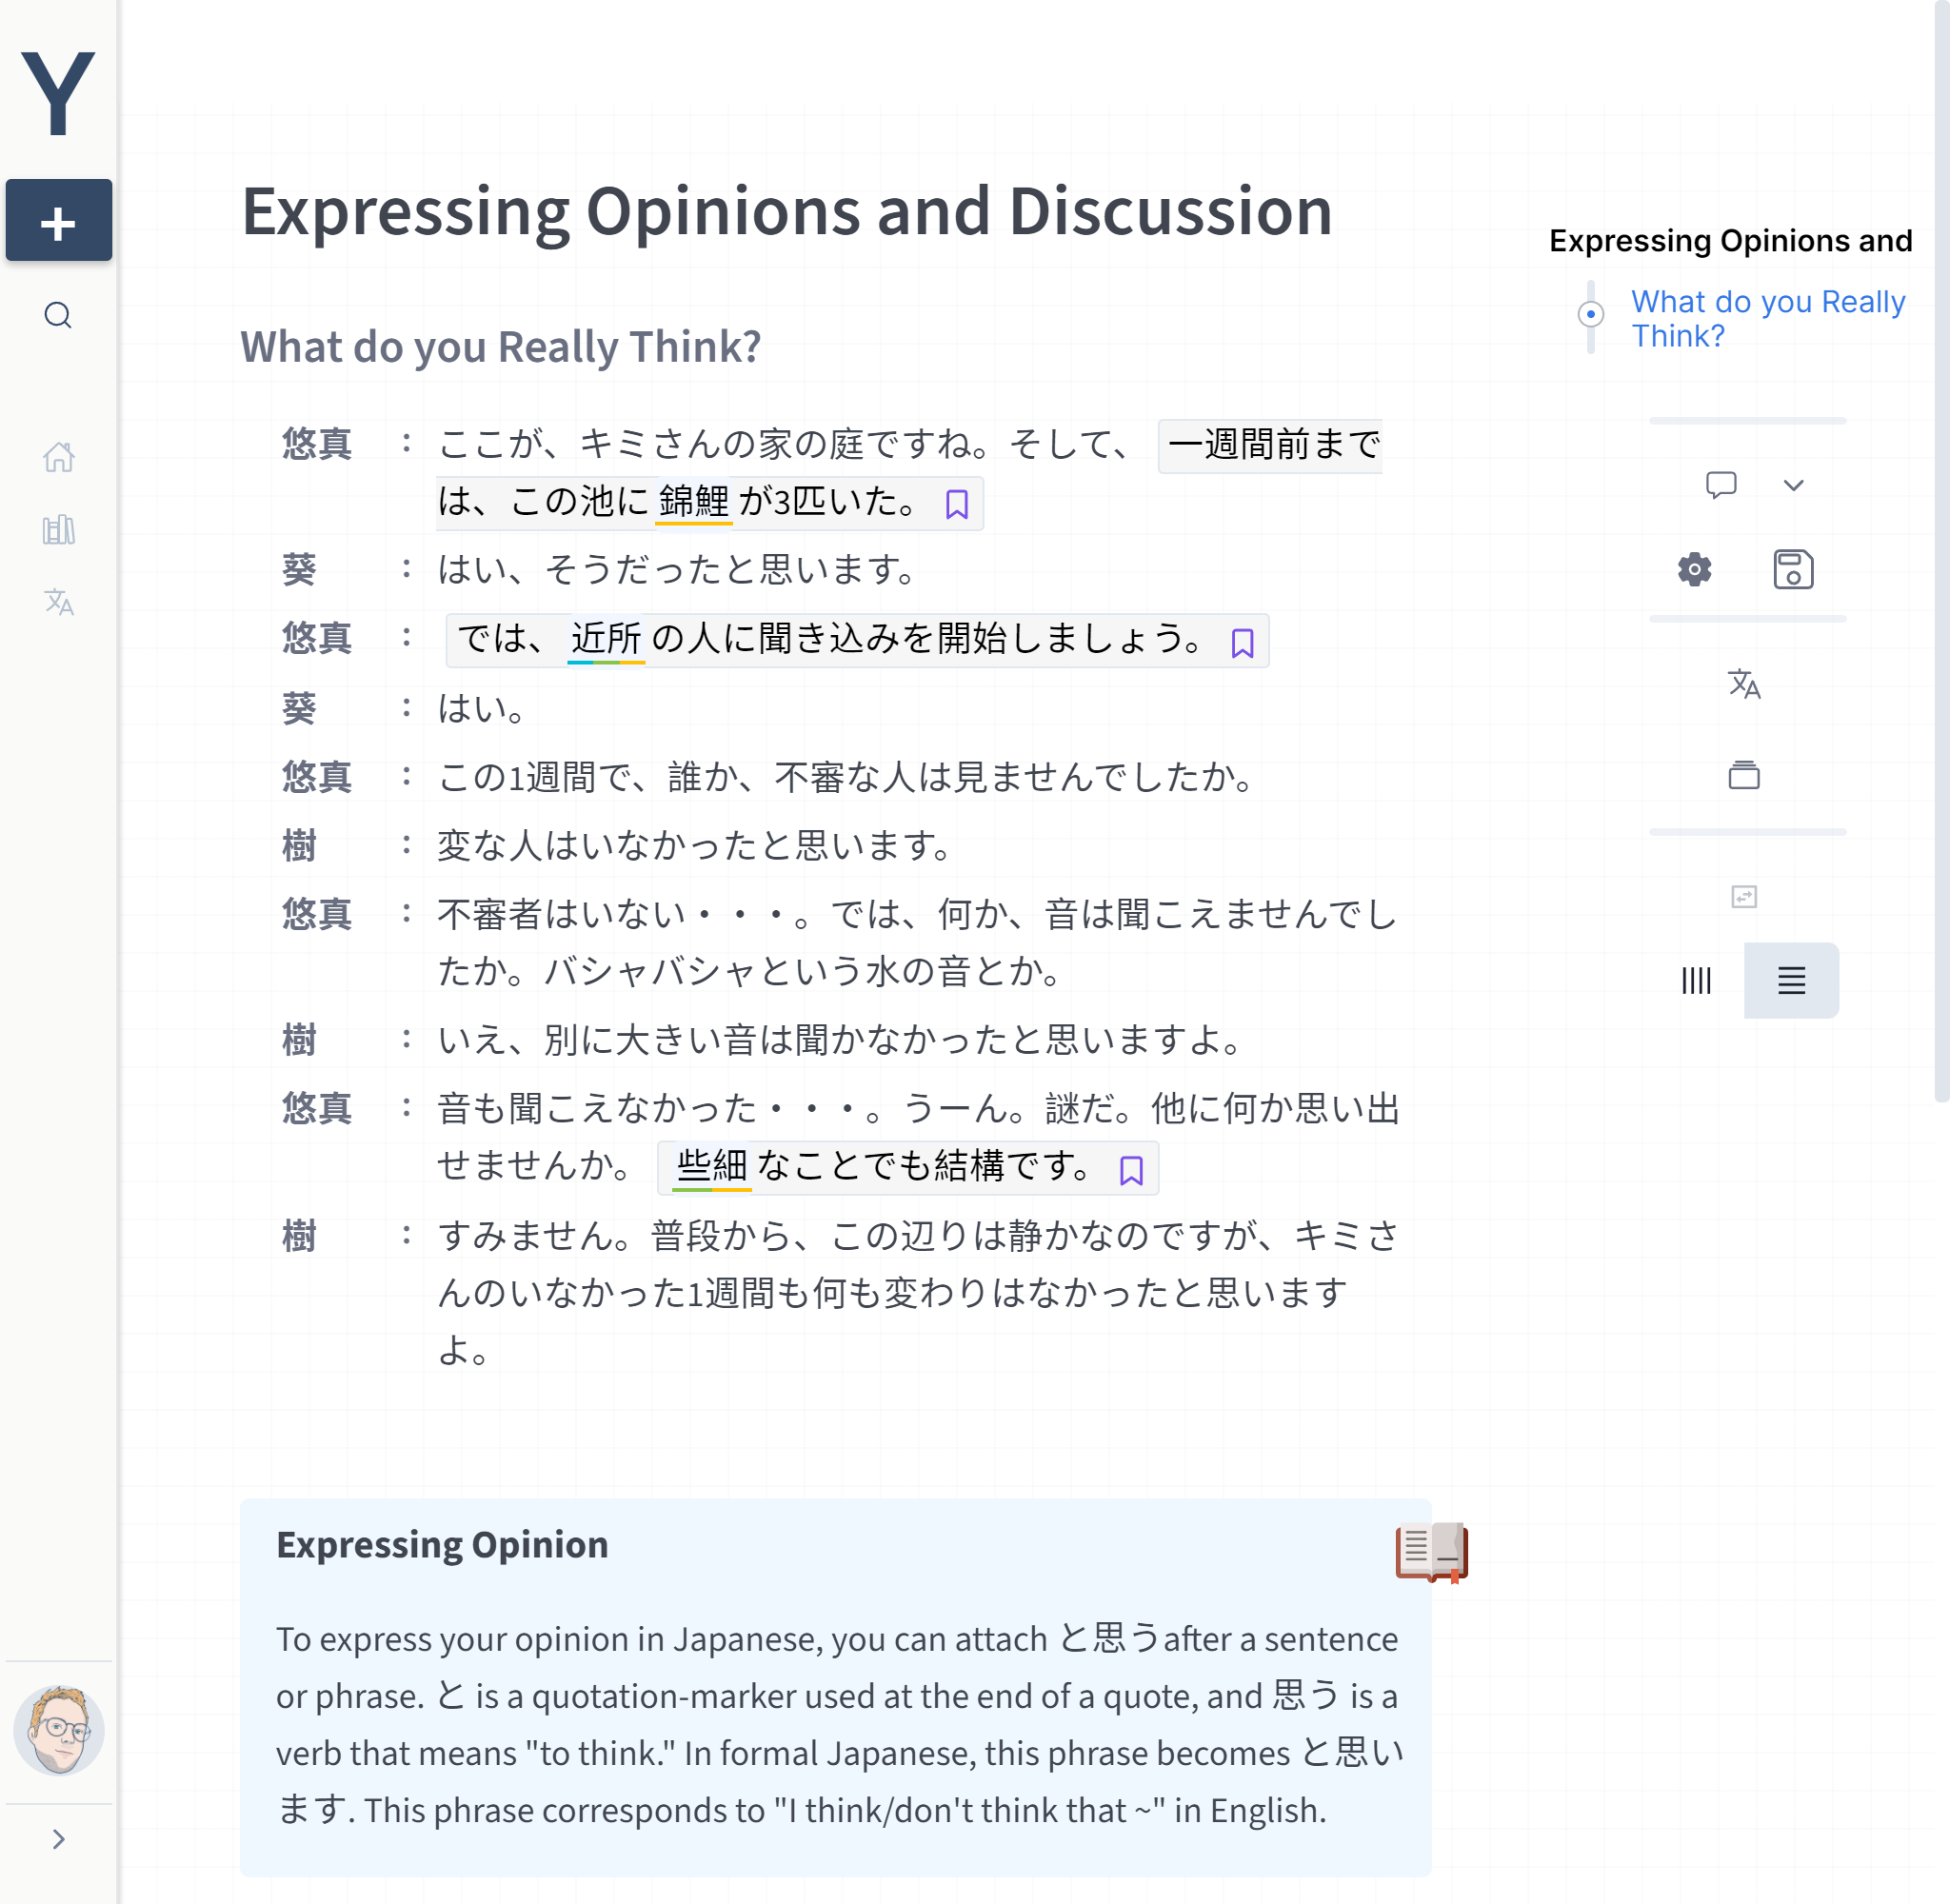 Y
+
Expressing Opinions and Discussion
Expressing Opinions and
What do you Really
Think?
What do you Really Think?
悠真 : ここが、キミさんの家の庭ですね。そして、 一週間前まで
は、この池に 錦鯉 が3匹いた。
葵 : はい、そうだったと思います。
悠真 : では、 近所 の人に聞き込みを開始しましょう。
葵 : はい。
悠真 : この1週間で、誰か、不審な人は見ませんでしたか。
樹 : 変な人はいなかったと思います。
悠真 : 不審者はいない・・・。では、何か、音は聞こえませんでし
たか。バシャバシャという水の音とか。
樹 : いえ、別に大きい音は聞かなかったと思いますよ。
悠真 : 音も聞こえなかった・・・。うーん。謎だ。他に何か思い出
せませんか。 些細 なことでも結構です。
樹 : すみません。普段から、この辺りは静かなのですが、キミさ
んのいなかった1週間も何も変わりはなかったと思います
よ。
Expressing Opinion
To express your opinion in Japanese, you can attach と思うafter a sentence
or phrase. と is a quotation-marker used at the end of a quote, and 思う is a
verb that means "to think." In formal Japanese, this phrase becomes と思い
ます. This phrase corresponds to "I think/don't think that ~" in English.